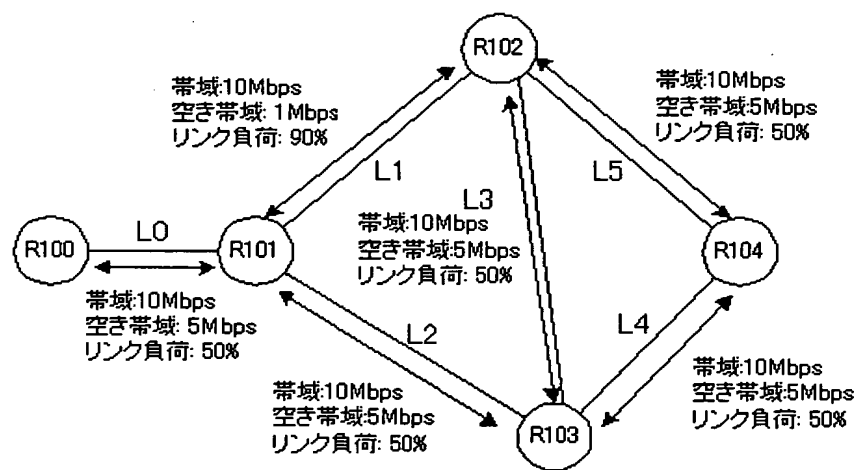 R102
帯域:10Mbps
空き帯域: 1Mbps
リンク負荷: 90%
帯域:10Mbps
空き帯域:5Mbps
リンク負荷: 50%
L1
L3
L5
帯域:10Mbps
空き帯域:5Mbps
リンク負荷: 50%
R100
L0
R101
R104
帯域:10Mbps
空き帯域: 5Mbps
リンク負荷: 50%
L2
L4
帯域:10Mbps
空き帯域:5Mbps
リンク負荷: 50%
帯域:10Mbps
空き帯域:5Mbps
リンク負荷: 50%
R103